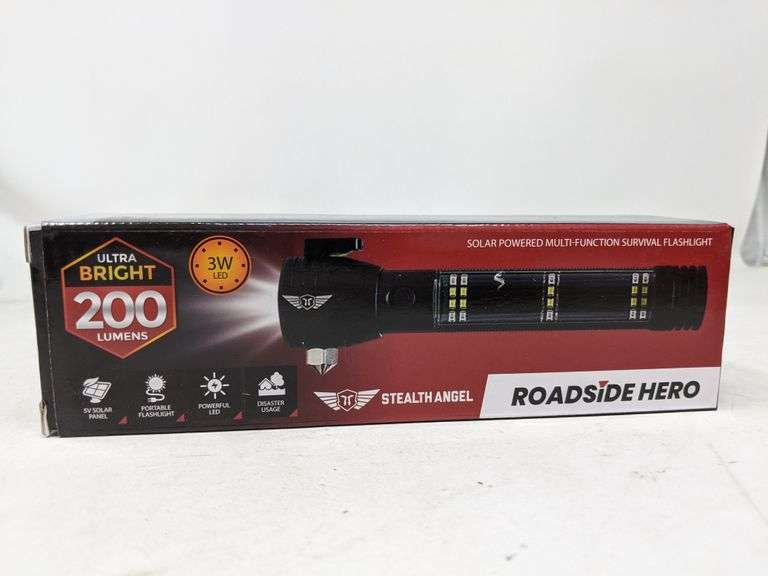 ULTRA
BRIGHT
200
LUMENS
3W
LED
SOLAR POWERED MULTI-FUNCTION SURVIVAL FLASHLIGHT
5V SOLAR
PANEL
PORTABLE
FLASHLIGHT
POWERFUL
LED
DISASTER
USAGE
STEALTH ANGEL
ROADSiDE HERO